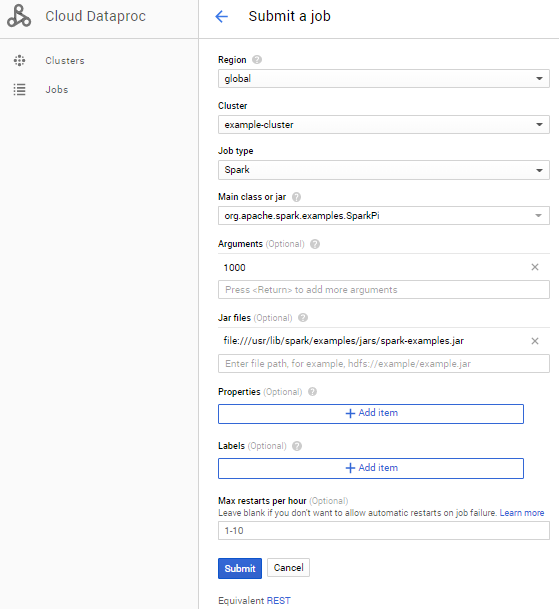 Cloud Dataproc
Submit a job
Clusters
Jobs
Region ?
global
Cluster
example-cluster
Job type
Spark
Main class or jar ?
org.apache.spark.examples.SparkPi
Arguments (Optional) ?
1000
Press <Return> to add more arguments
Jar files (Optional) ?
file:///usr/lib/spark/examples/jars/spark-examples.jar
Enter file path, for example, hdfs://example/example.jar
Properties (Optional) ?
+ Add item
Labels (Optional) ?
+ Add item
Max restarts per hour (Optional)
Leave blank if you don't want to allow automatic restarts on job failure. Learn more
1-10
Submit Cancel
Equivalent REST